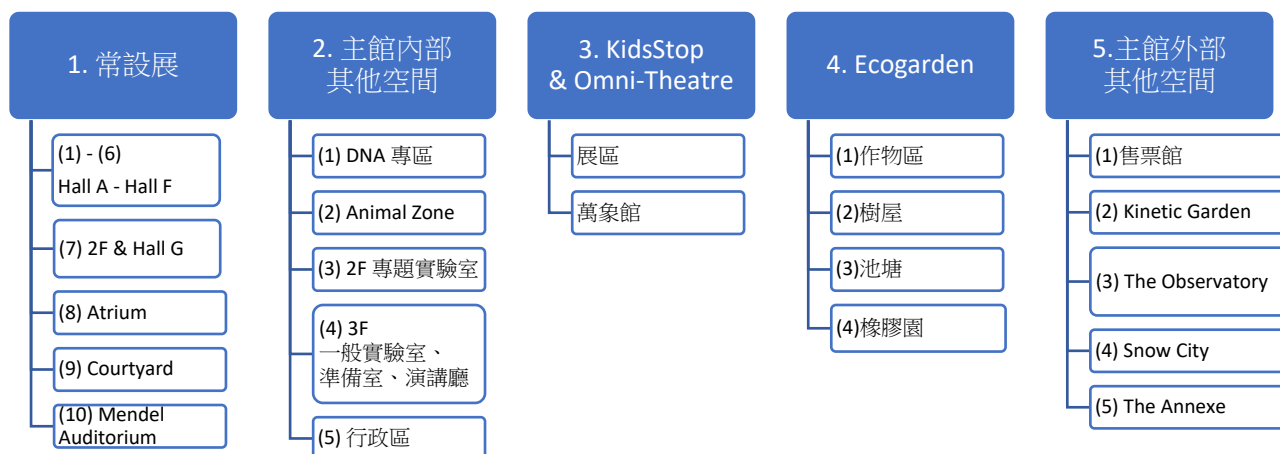 1. 常設展
(1) - (6)
Hall A - Hall F
(7) 2F & Hall G
(8) Atrium
(9) Courtyard
(10) Mendel
Auditorium
2. 主館內部
其他空間
(1) DNA 專區
(2) Animal Zone
(3) 2F 專題實驗室
(4) 3F
一般實驗室、
準備室、演講廳
(5) 行政區
3. KidsStop
& Omni-Theatre
展區
萬象館
4. Ecogarden
(1)作物區
(2)樹屋
(3)池塘
(4)橡膠園
5.主館外部
其他空間
(1)售票館
(2) Kinetic Garden
(3) The Observatory
(4) Snow City
(5) The Annexe